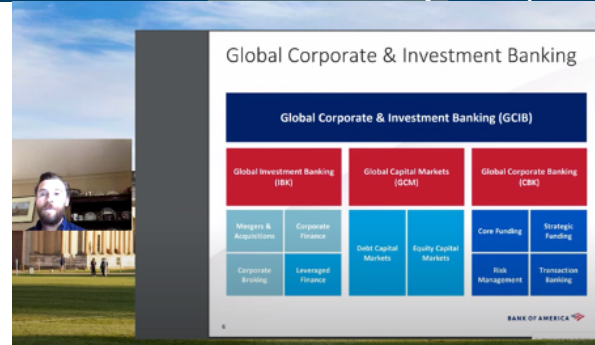 Global Corporate & Investment Banking
Global Corporate & Investment Banking (GCIB)
Global Investment Banking
(IBK)
Global Capital Markets
(GCM)
Global Corporate Banking
(CBK)
Mergers &
Acquisitions
Corporate
Finance
Corporate
Broking
Leveraged
Finance
Debt Capital
Markets
Equity Capital
Markets
Core Funding
Strategic
Funding
Risk
Management
Transaction
Banking
6
BANK OF AMERICA